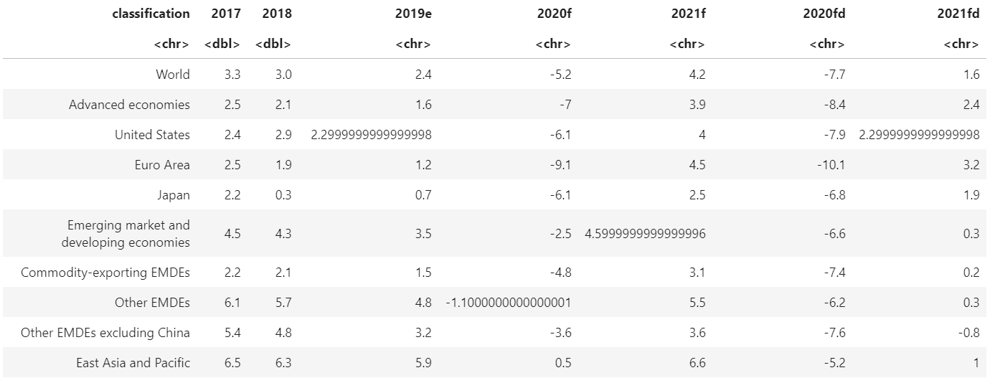 classification 2017 2018 2019e 2020f 2021f 2020fd 2021fd
<chr> <dbl> <dbl> <chr> <chr> <chr> <chr> <chr>
World 3.3 3.0 2.4 -5.2 4.2 -7.7 1.6
Advanced economies 2.5 2.1 1.6 -7 3.9 -8.4 2.4
United States 2.4 2.9 2.2999999999999998 -6.1 4 -7.9 2.2999999999999998
Euro Area 2.5 1.9 1.2 -9.1 4.5 -10.1 3.2
Japan 2.2 0.3 0.7 -6.1 2.5 -6.8 1.9
Emerging market and
developing economies 4.5 4.3 3.5 -2.5 4.5999999999999996 -6.6 0.3
Commodity-exporting EMDEs 2.2 2.1 1.5 -4.8 3.1 -7.4 0.2
Other EMDEs 6.1 5.7 4.8 -1.1000000000000001 5.5 -6.2 0.3
Other EMDEs excluding China 5.4 4.8 3.2 -3.6 3.6 -7.6 -0.8
East Asia and Pacific 6.5 6.3 5.9 0.5 6.6 -5.2 1